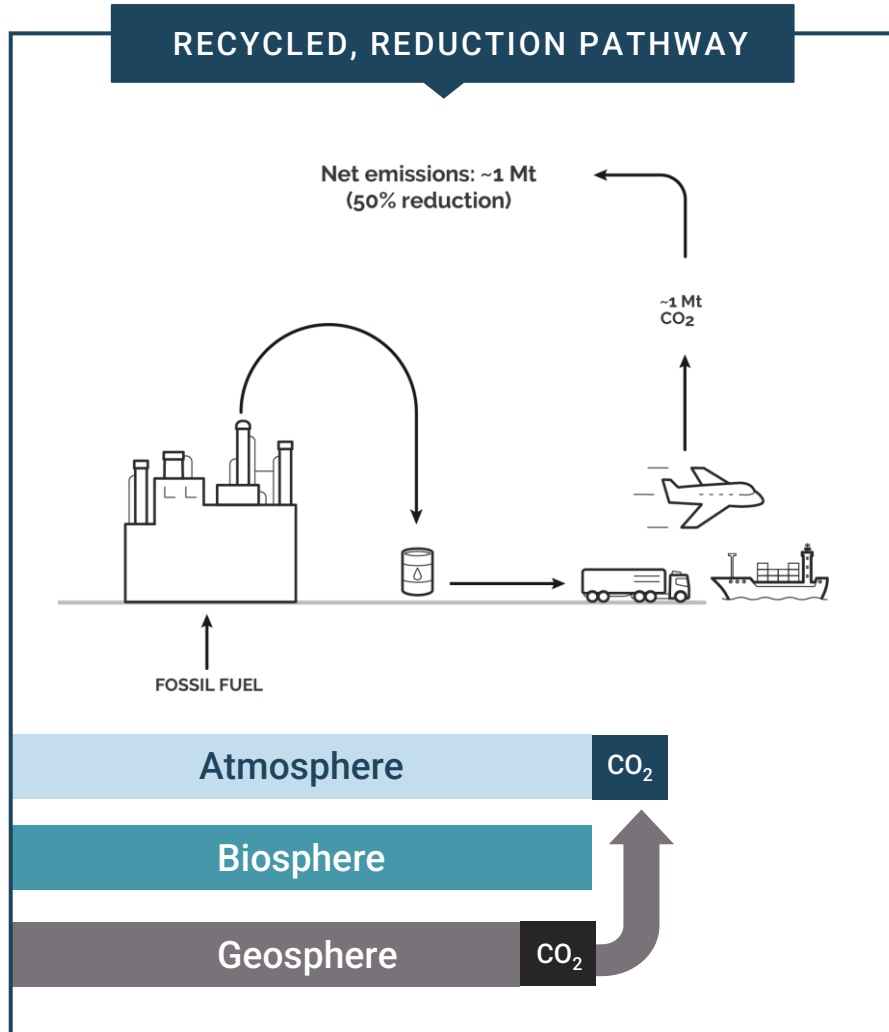 RECYCLED, REDUCTION PATHWAY
Net emissions: ~1 Mt
(50% reduction)
~1 Mt
CO₂
FOSSIL FUEL
Atmosphere
CO₂
Biosphere
Geosphere
CO₂